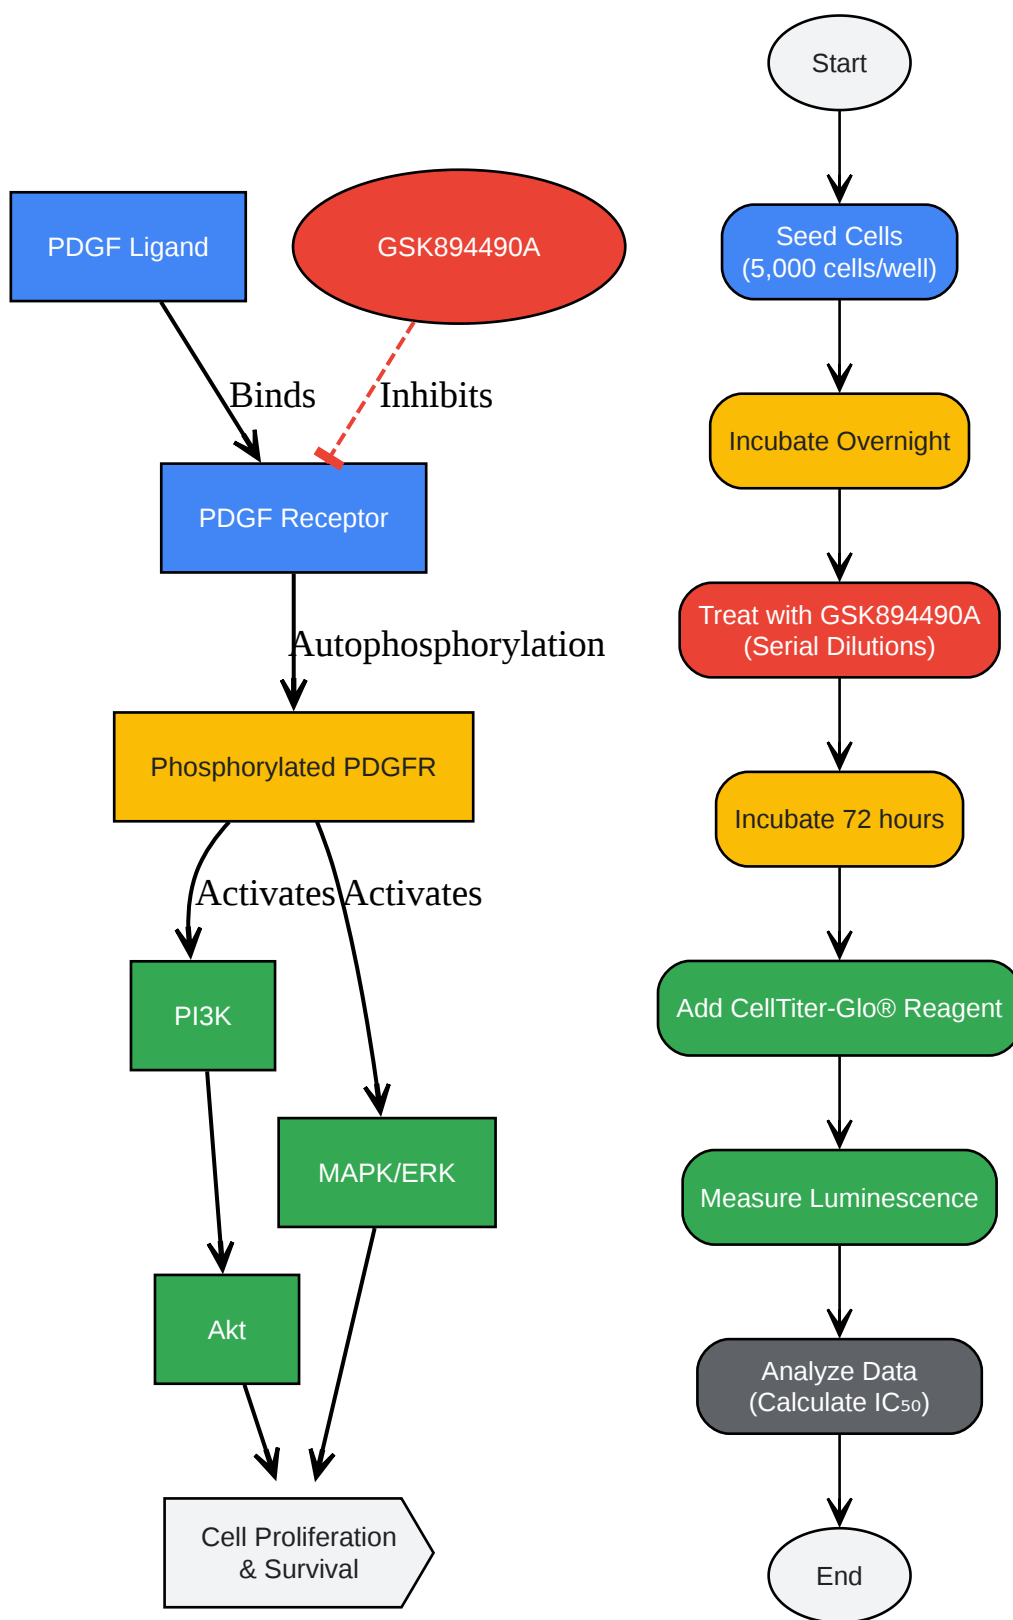 PDGF Ligand
GSK894490A
Binds
Inhibits
PDGF Receptor
Autophosphorylation
Phosphorylated PDGFR
Activates
Activates
PI3K
MAPK/ERK
Akt
Cell Proliferation
& Survival
Start
Seed Cells
(5,000 cells/well)
Incubate Overnight
Treat with GSK894490A
(Serial Dilutions)
Incubate 72 hours
Add CellTiter-Glo® Reagent
Measure Luminescence
Analyze Data
(Calculate IC₅₀)
End